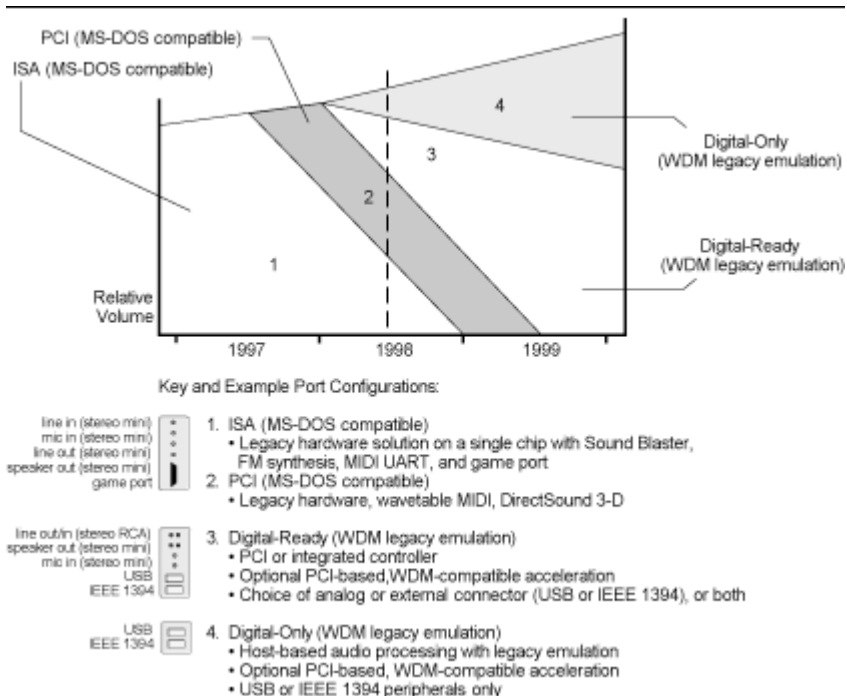 PCI (MS-DOS compatible)
ISA (MS-DOS compatible)
4
Digital-Only
(WDM legacy emulation)
3
2
Digital-Ready
(WDM legacy emulation)
1
Relative
Volume
1997
1998
1999
Key and Example Port Configurations:
line in (stereo mini)
mic in (stereo mini)
line out (stereo mini)
speaker out (stereo mini)
game port
1. ISA (MS-DOS compatible)
• Legacy hardware solution on a single chip with Sound Blaster,
FM synthesis, MIDI UART, and game port
2. PCI (MS-DOS compatible)
• Legacy hardware, wavetable MIDI, DirectSound 3-D
line out/in (stereo RCA)
speaker out (stereo mini)
mic in (stereo mini)
USB
IEEE 1394
3. Digital-Ready (WDM legacy emulation)
• PCI or integrated controller
• Optional PCI-based,WDM-compatible acceleration
• Choice of analog or external connector (USB or IEEE 1394), or both
USB
IEEE 1394
4. Digital-Only (WDM legacy emulation)
• Host-based audio processing with legacy emulation
• Optional PCI-based, WDM-compatible acceleration
• USB or IEEE 1394 peripherals only